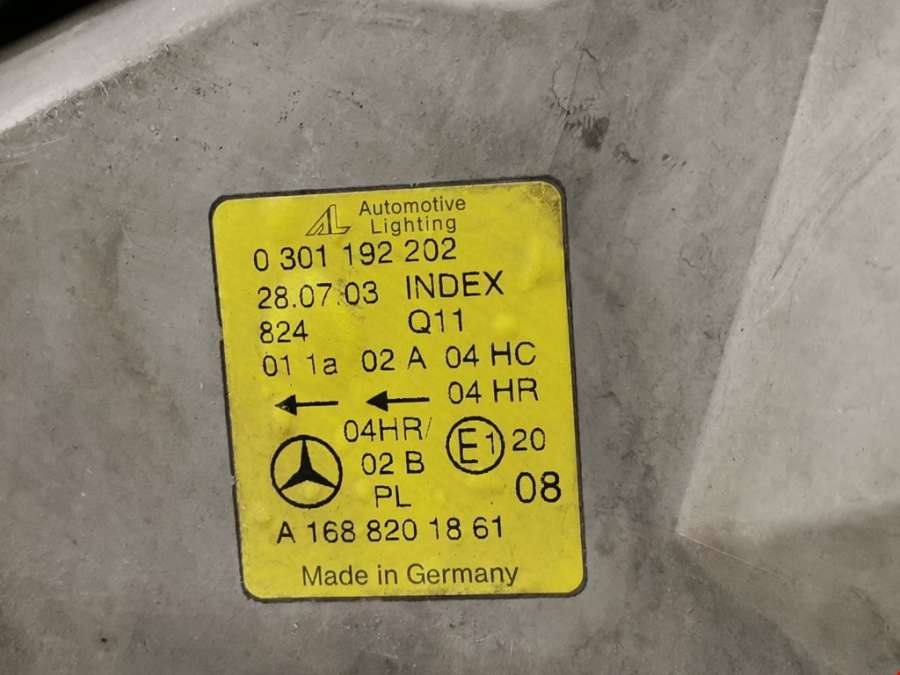 AL Automotive
Lighting
0 301 192 202
28.07.03 INDEX
824 Q11
01 1a 02 A 04 HC
04 HR
04HR/
02 B
PL
E1 20
08
A 168 820 18 61
Made in Germany